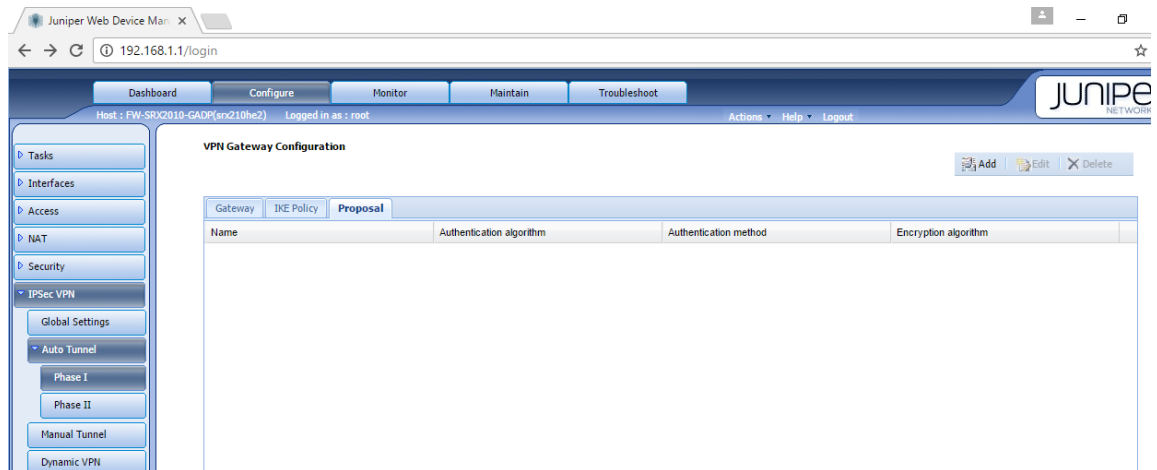 Juniper Web Device Man
192.168.1.1/login
Dashboard Configure Monitor Maintain Troubleshoot
JUNIPE
NETWORK
Host : FW-SRX2010-GADP(srx210he2) Logged in as : root Actions Help Logout
VPN Gateway Configuration
Add Edit Delete
Tasks
Interfaces
Access
NAT
Security
IPSec VPN
Global Settings
Auto Tunnel
Phase I
Phase II
Manual Tunnel
Dynamic VPN
Gateway IKE Policy Proposal
Name Authentication algorithm Authentication method Encryption algorithm